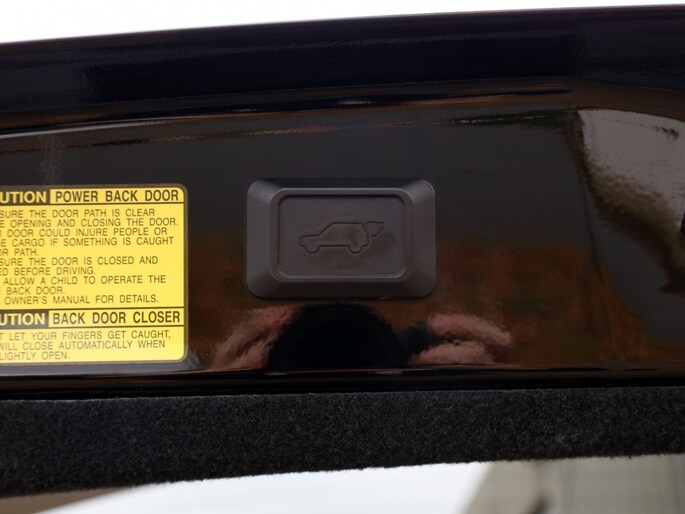 UTION POWER BACK DOOR
SURE THE DOOR PATH IS CLEAR
E OPENING AND CLOSING THE DOOR.
DOOR COULD INJURE PEOPLE OR
E CARGO IF SOMETHING IS CAUGHT
OR PATH.
SURE THE DOOR IS CLOSED AND
ED BEFORE DRIVING.
ALLOW A CHILD TO OPERATE THE
BACK DOOR.
OWNER'S MANUAL FOR DETAILS.
UTION BACK DOOR CLOSER
T LET YOUR FINGERS GET CAUGHT,
WILL CLOSE AUTOMATICALLY WHEN
LIGHTLY OPEN.